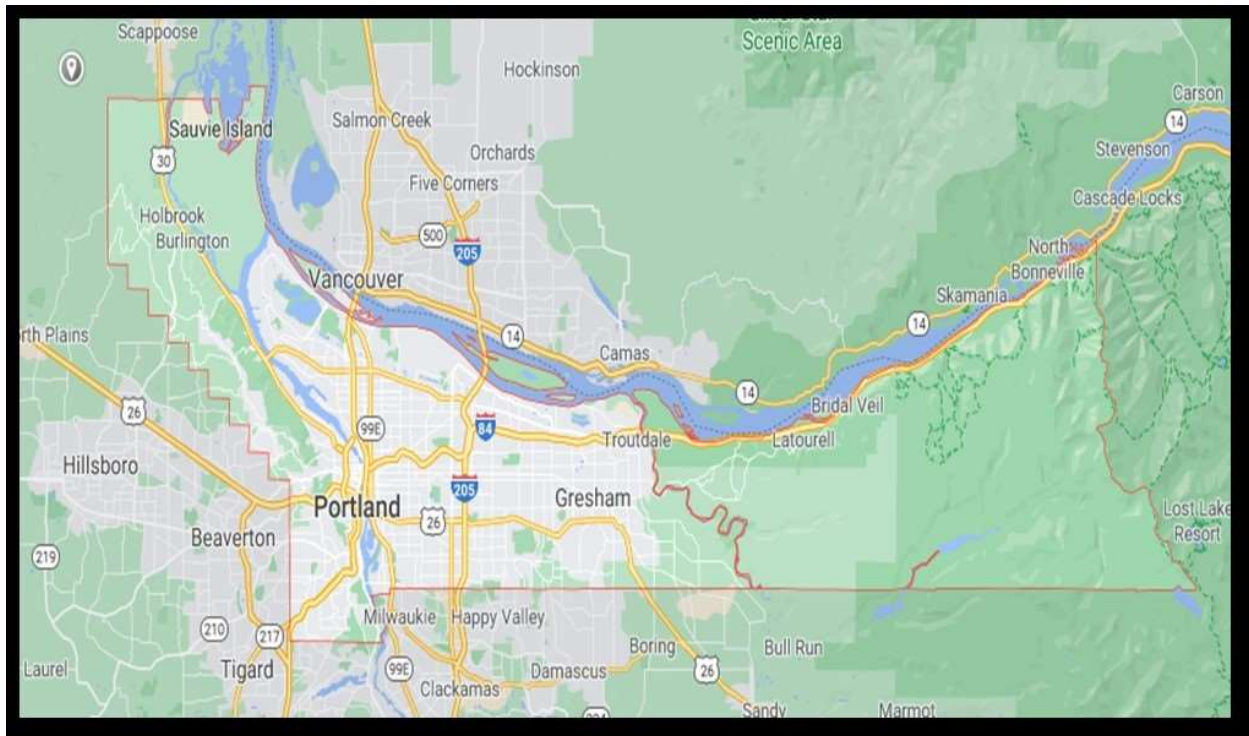 Scenic Area
Scappoose
Hockinson
Carson
14
Salmon Creek
Sauvie Island
Stevenson
Orchards
30
Five Corners
Cascade Locks
Holbrook
500
Burlington
205
North
Bonneville
Vancouver
Skamania
14
14
rth Plains
Camas
14
26
Bridal Veil
99E
84
Troutdale
Latourell
Hillsboro
205
Gresham
Portland
Lost Lake
Resort
26
Beaverton
219
Milwaukie
Happy Valley
210
217
Boring
Bull Run
Laurel
Tigard
99E
Damascus
26
Clackamas
Sandy
Marmot